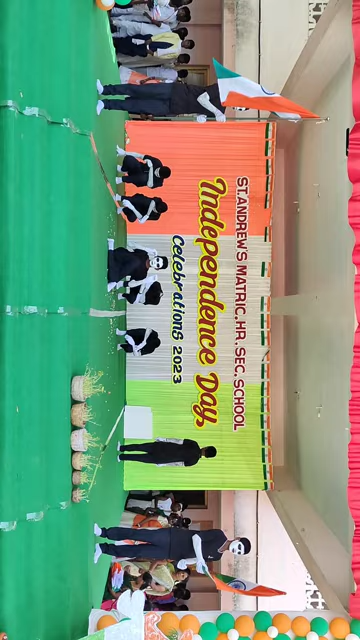 ST.ANDREW'S MATRIC.HR.SEC.SCHOOL
Independence Day,
Celebrations 2023